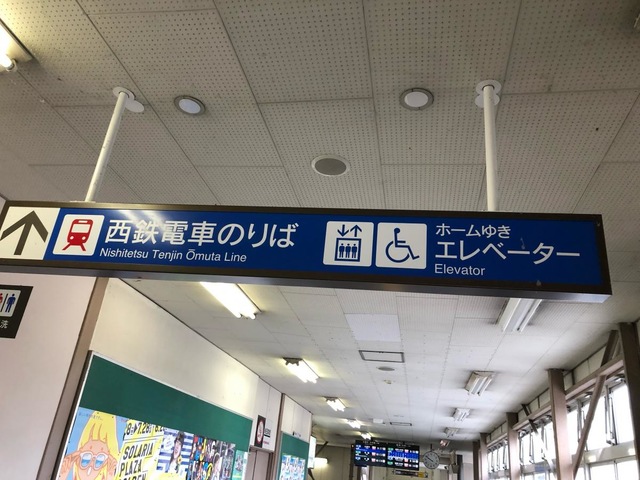 西鉄電車のりば
Nishitetsu Tenjin Ōmuta Line
ホームゆき
エレベーター
Elevator
洗
SOLARIA
PLAZA